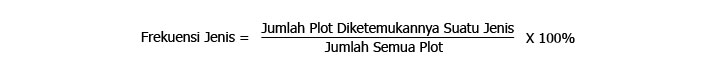 Frekuensi Jenis = Jumlah Plot Diketemukannya Suatu Jenis X 100%
Jumlah Semua Plot